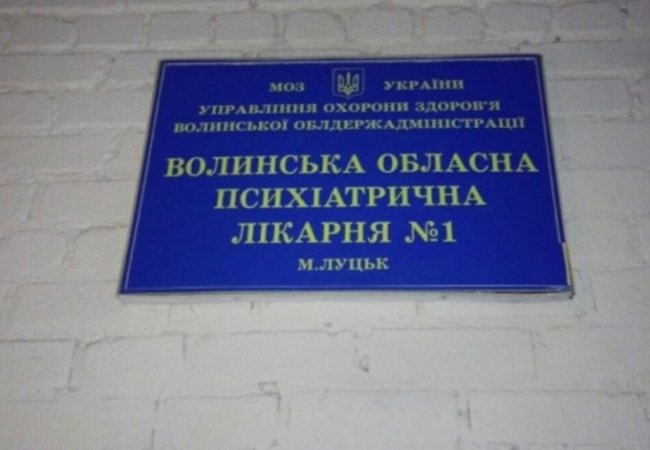 МОЗ УКРАЇНИ
УПРАВЛІННЯ ОХОРОНИ ЗДОРОВ'Я
ВОЛИНСЬКОЇ ОБЛДЕРЖАДМІНІСТРАЦІЇ
ВОЛИНСЬКА ОБЛАСНА
ПСИХІАТРИЧНА
ЛІКАРНЯ №1
М.ЛУЦЬК